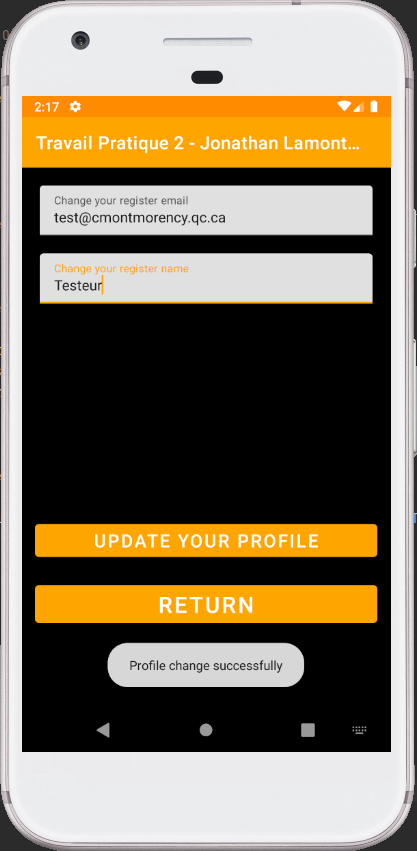 2:17
Travail Pratique 2 - Jonathan Lamont…
Change your register email
test@cmontmorency.qc.ca
Change your register name
Testeur
UPDATE YOUR PROFILE
RETURN
Profile change successfully